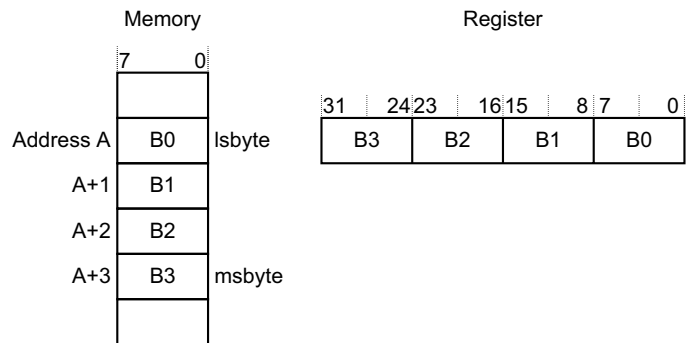 Memory Register
7 0
31 24 23 16 15 8 7 0
Address A B0 lsbyte B3 B2 B1 B0
A+1 B1
A+2 B2
A+3 B3 msbyte